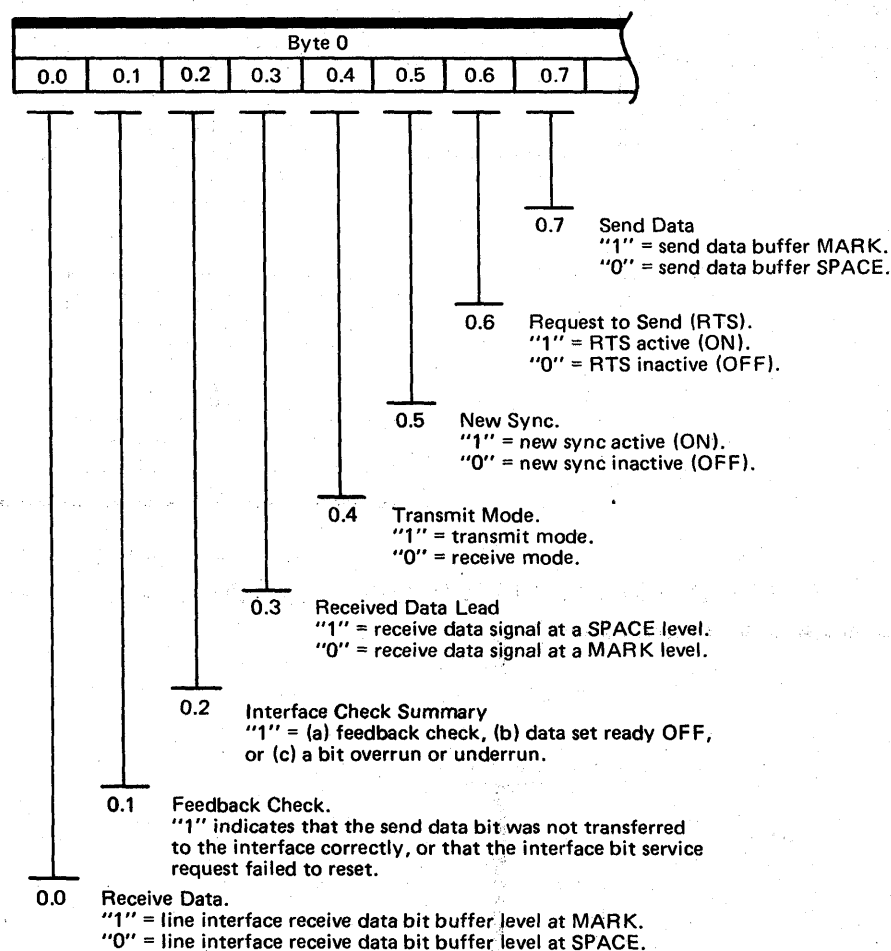 Byte 0
0.0 0.1 0.2 0.3 0.4 0.5 0.6 0.7
0.7 Send Data
"1" = send data buffer MARK.
"0" = send data buffer SPACE.
0.6 Request to Send (RTS).
"1" = RTS active (ON).
"0" = RTS inactive (OFF).
0.5 New Sync.
"1" = new sync active (ON).
"0" = new sync inactive (OFF).
0.4 Transmit Mode.
"1" = transmit mode.
"0" = receive mode.
0.3 Received Data Lead
"1" = receive data signal at a SPACE level.
"0" = receive data signal at a MARK level.
0.2 Interface Check Summary
"1" = (a) feedback check, (b) data set ready OFF,
or (c) a bit overrun or underrun.
0.1 Feedback Check.
"1" indicates that the send data bit was not transferred
to the interface correctly, or that the interface bit service
request failed to reset.
0.0 Receive Data.
"1" = line interface receive data bit buffer level at MARK.
"0" = line interface receive data bit buffer level at SPACE.